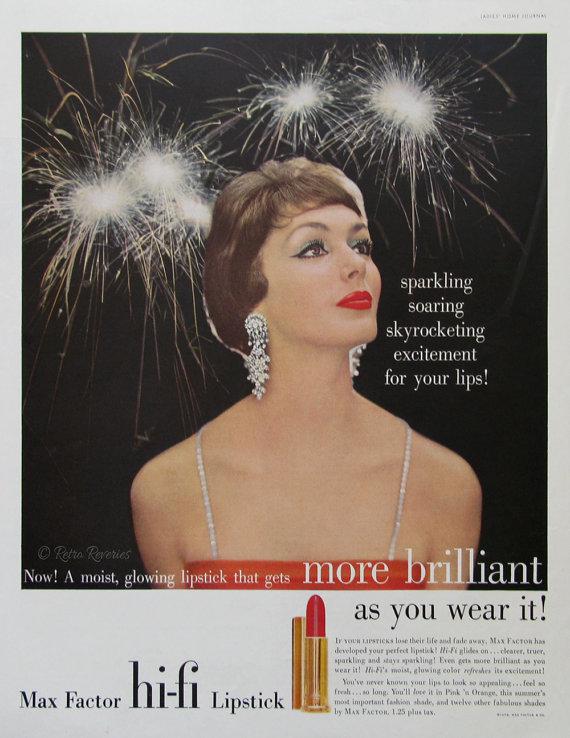 LADIES' HOME JOURNAL
sparkling
soaring
skyrocketing
excitement
for your lips!
© Retro Reveries
Now! A moist, glowing lipstick that gets more brilliant
as you wear it!
IF YOUR LIPSTICKS lose their life and fade away, MAX FACTOR has
developed your perfect lipstick! Hi-Fi glides on...clearer, truer,
sparkling and stays sparkling! Even gets more brilliant as you
wear it! Hi-Fi's moist, glowing color refreshes its excitement!
You've never known your lips to look so appealing...feel so
fresh...so long. You'll love it in Pink 'n Orange, this summer's
most important fashion shade, and twelve other fabulous shades
by MAX FACTOR. 1.25 plus tax.
Max Factor hi-fi Lipstick
MAX FACTOR & CO.